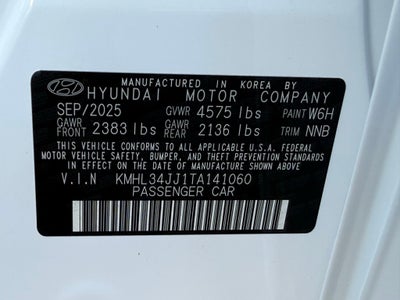 MANUFACTURED IN KOREA BY
HYUNDAI MOTOR COMPANY
SEP/2025 GVWR 4575 lbs PAINT W6H
GAWR FRONT 2383 lbs GAWR REAR 2136 lbs TRIM NNB
THIS VEHICLE CONFORMS TO ALL APPLICABLE U.S.A FEDERAL
MOTOR VEHICLE SAFETY, BUMPER, AND THEFT PREVENTION STANDARDS
IN EFFECT ON THE DATE OF MANUFACTURE SHOWN ABOVE.
V.I.N KMHL34JJ1TA141060
PASSENGER CAR